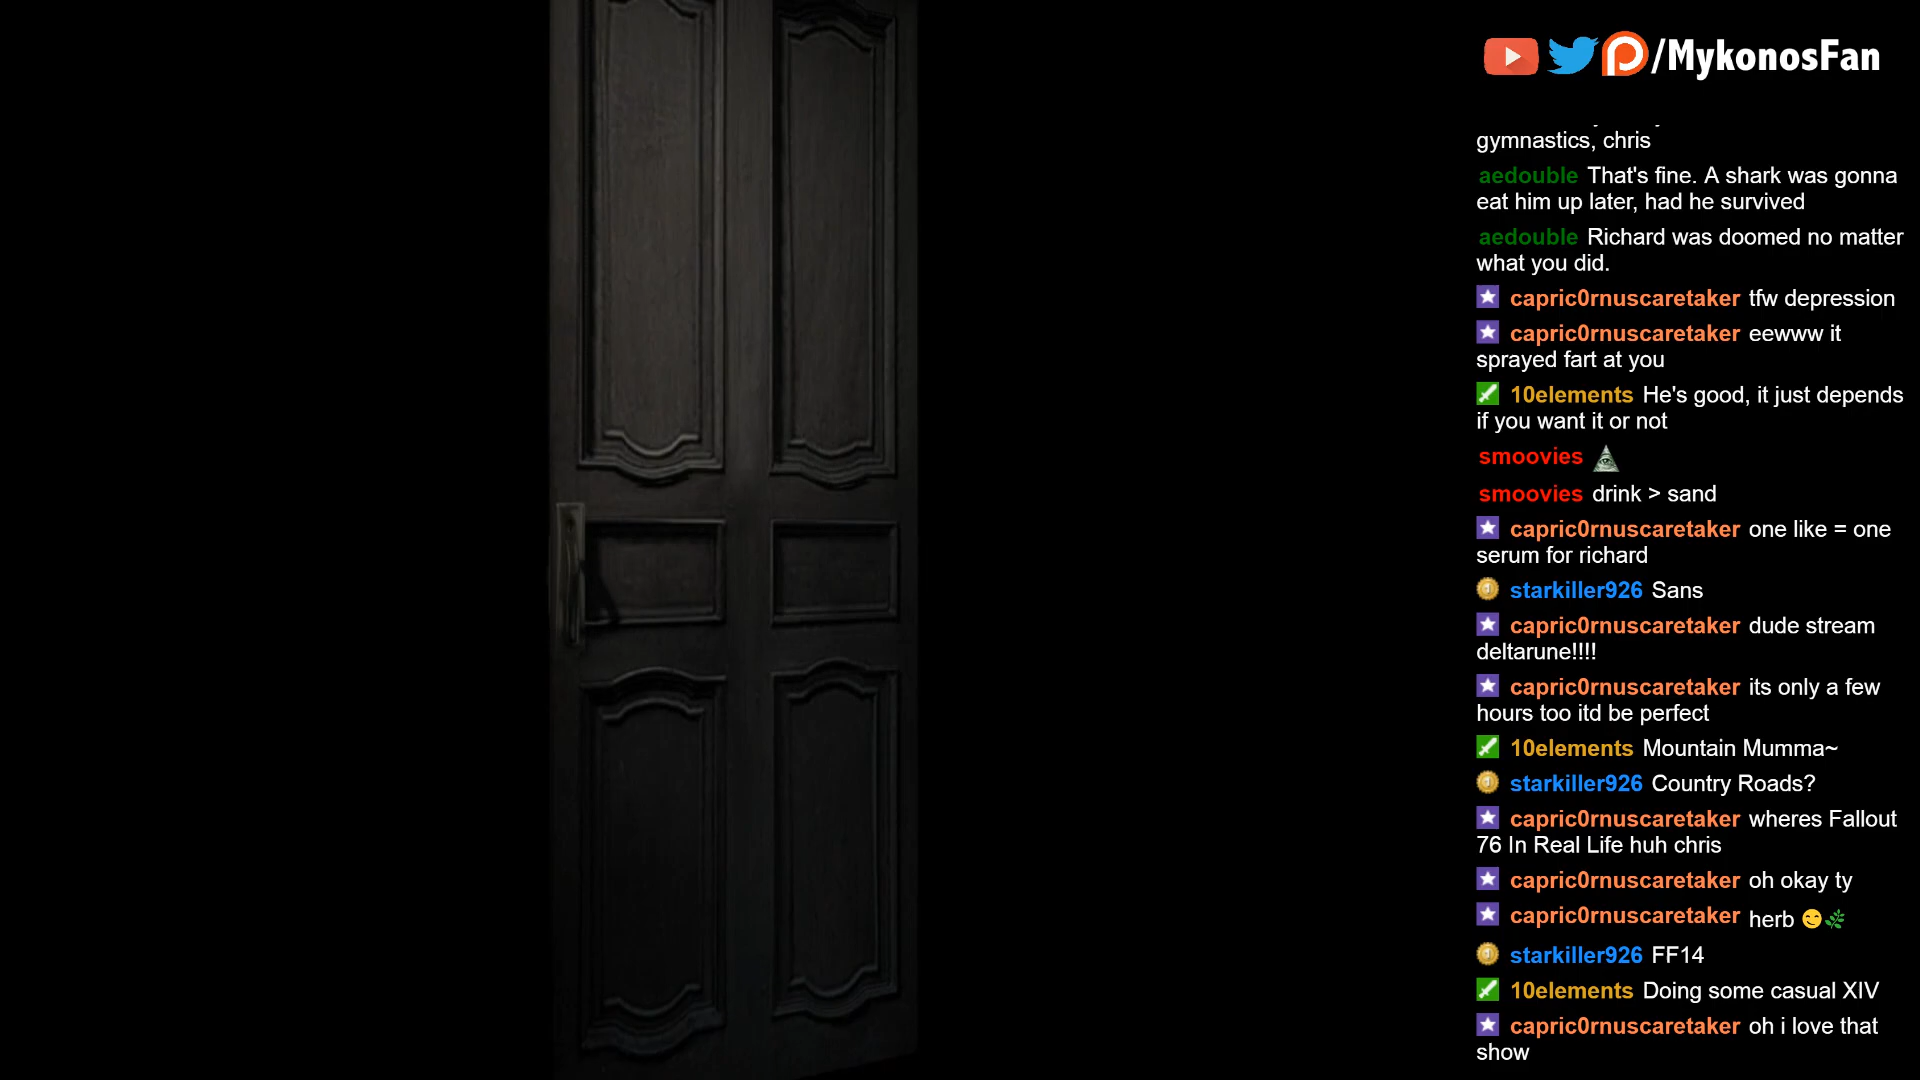 /MykonosFan
gymnastics, chris
aedouble That's fine. A shark was gonna
eat him up later, had he survived
aedouble Richard was doomed no matter
what you did.
capric0rnuscaretaker tfw depression
capric0rnuscaretaker eewww it
sprayed fart at you
10elements He's good, it just depends
if you want it or not
smoovies
smoovies drink > sand
capric0rnuscaretaker one like = one
serum for richard
starkiller926 Sans
capric0rnuscaretaker dude stream
deltarune!!!!
capric0rnuscaretaker its only a few
hours too itd be perfect
10elements Mountain Mumma~
starkiller926 Country Roads?
capric0rnuscaretaker wheres Fallout
76 In Real Life huh chris
capric0rnuscaretaker oh okay ty
capric0rnuscaretaker herb 😊🌿
starkiller926 FF14
10elements Doing some casual XIV
capric0rnuscaretaker oh i love that
show